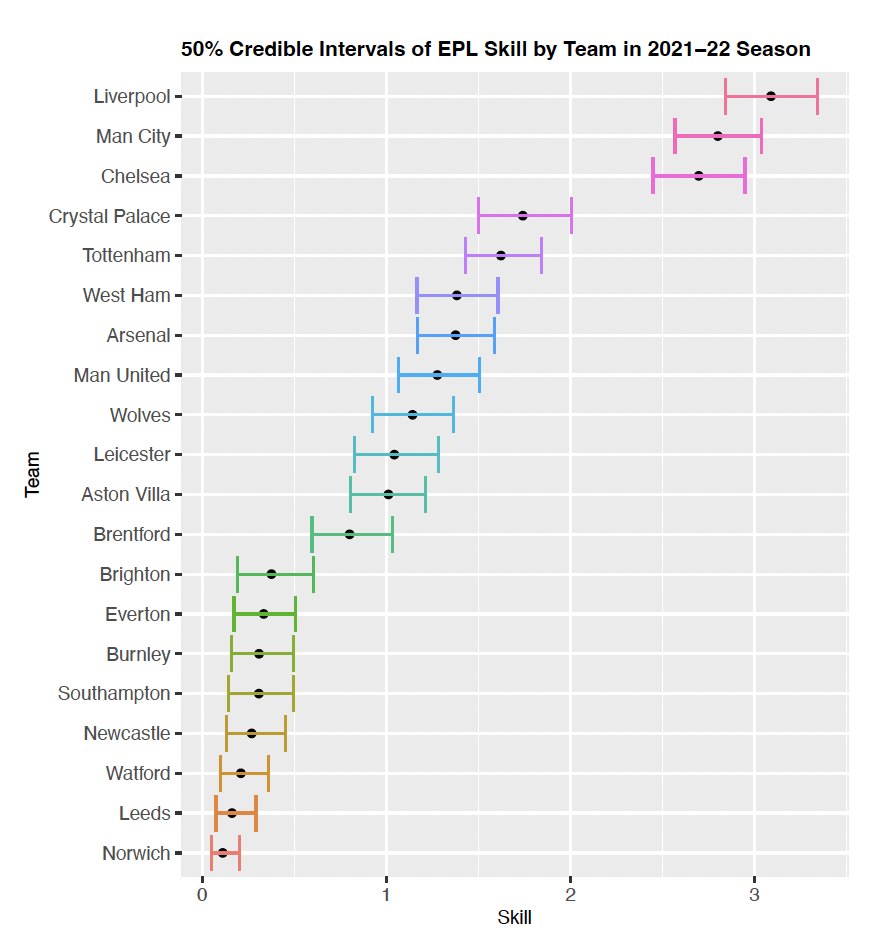 50% Credible Intervals of EPL Skill by Team in 2021–22 Season
Liverpool
Man City
Chelsea
Crystal Palace
Tottenham
West Ham
Arsenal
Man United
Wolves
Leicester
Aston Villa
Brentford
Brighton
Everton
Burnley
Southampton
Newcastle
Watford
Leeds
Norwich
Team
0 1 2 3
Skill